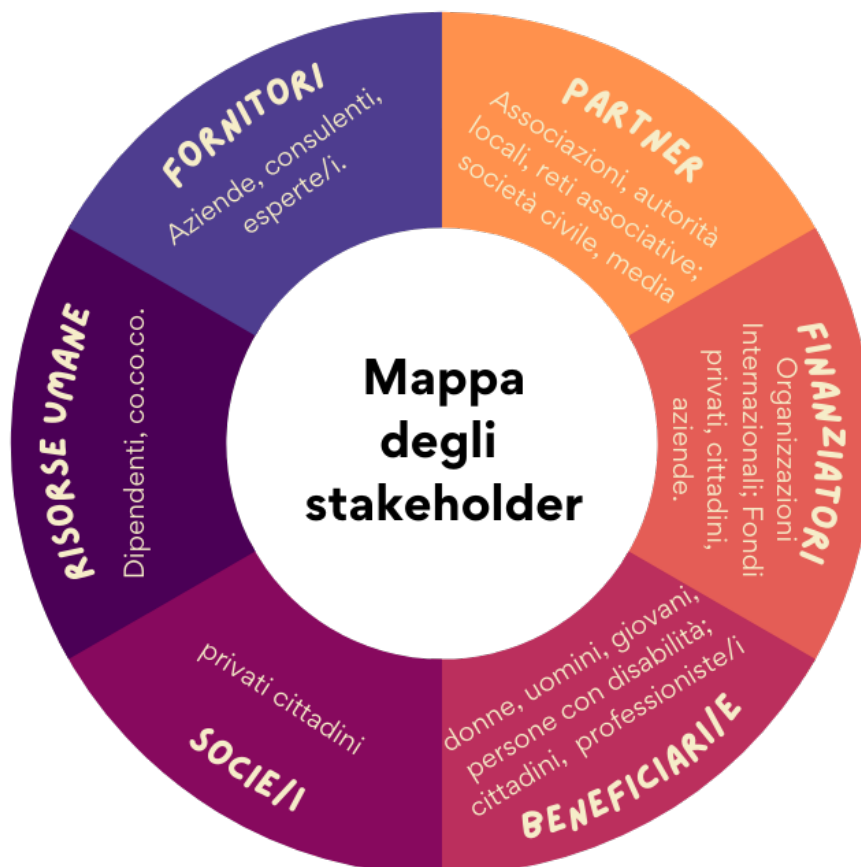 Mappa
degli
stakeholder
PARTNER
Associazioni, autorità
locali, reti associative;
società civile, media
FINANZIATORI
Organizzazioni
Internazionali; Fondi
privati, cittadini,
aziende.
donne, uomini, giovani,
persone con disabilità;
cittadini, professioniste/i
BENEFICIARI/E
privati cittadini
SOCIE/I
RISORSE UMANE
Dipendenti, co.co.co.
FORNITORI
Aziende, consulenti,
esperte/i.